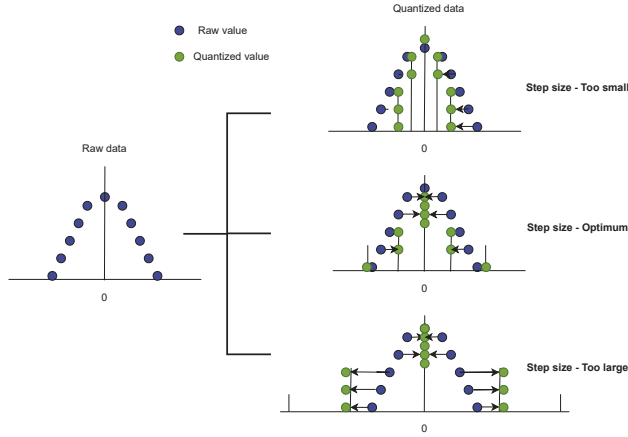 Quantized data
Raw value
Quantized value
Step size - Too small
0
Raw data
0
Step size - Optimum
0
Step size - Too large
0